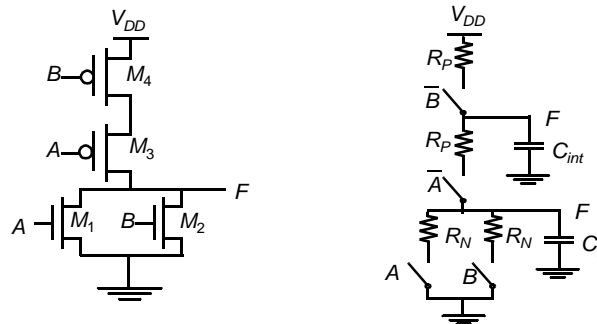 V_DD
B
M_4
A
M_3
F
A
M_1
B
M_2
V_DD
R_P
B̅
F
R_P
C_int
A̅
F
R_N
R_N
C
A
B